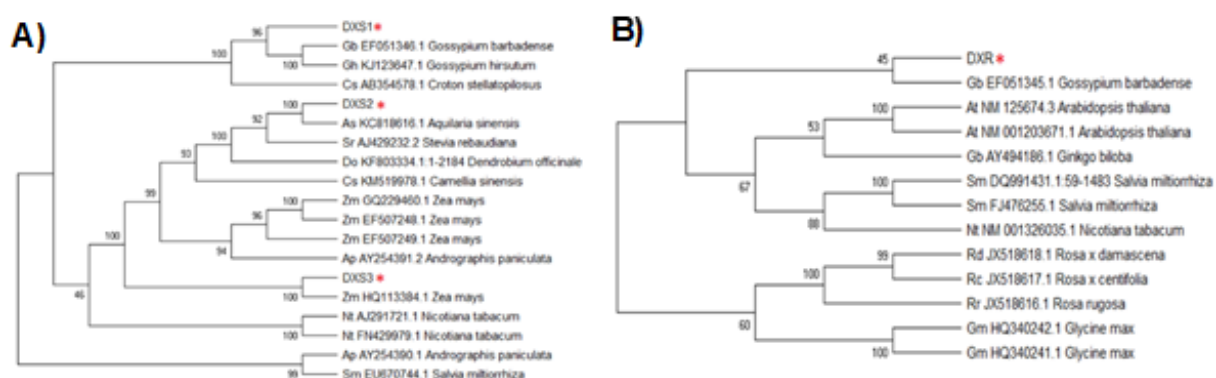 A)
DXS1*
96
Gb EF051346.1 Gossypium barbadense
100
100
Gh KJ123647.1 Gossypium hirsutum
Cs AB354578.1 Croton stellatopilosus
100
DXS2 *
92
As KC818616.1 Aquilaria sinensis
100
Sr AJ429232.2 Stevia rebaudiana
93
Do KF803334.1:1-2184 Dendrobium officinale
Cs KM519978.1 Camellia sinensis
99
100
Zm GQ229460.1 Zea mays
96
Zm EF507248.1 Zea mays
100
Zm EF507249.1 Zea mays
94
Ap AY254391.2 Andrographis paniculata
DXS3 *
46
100
Zm HQ113384.1 Zea mays
Nt AJ291721.1 Nicotiana tabacum
100
Nt FN429979.1 Nicotiana tabacum
Ap AY254390.1 Andrographis paniculata
99
Sm EU670744.1 Salvia miltiorrhiza
B)
DXR*
45
Gb EF051345.1 Gossypium barbadense
100
At NM 125674.3 Arabidopsis thaliana
53
At NM 001203671.1 Arabidopsis thaliana
Gb AY494186.1 Ginkgo biloba
67
100
Sm DQ991431.1:59-1483 Salvia miltiorrhiza
88
Sm FJ476255.1 Salvia miltiorrhiza
Nt NM 001326035.1 Nicotiana tabacum
99
Rd JX518618.1 Rosa x damascena
100
Rc JX518617.1 Rosa x centifolia
Rr JX518616.1 Rosa rugosa
60
Gm HQ340242.1 Glycine max
100
Gm HQ340241.1 Glycine max